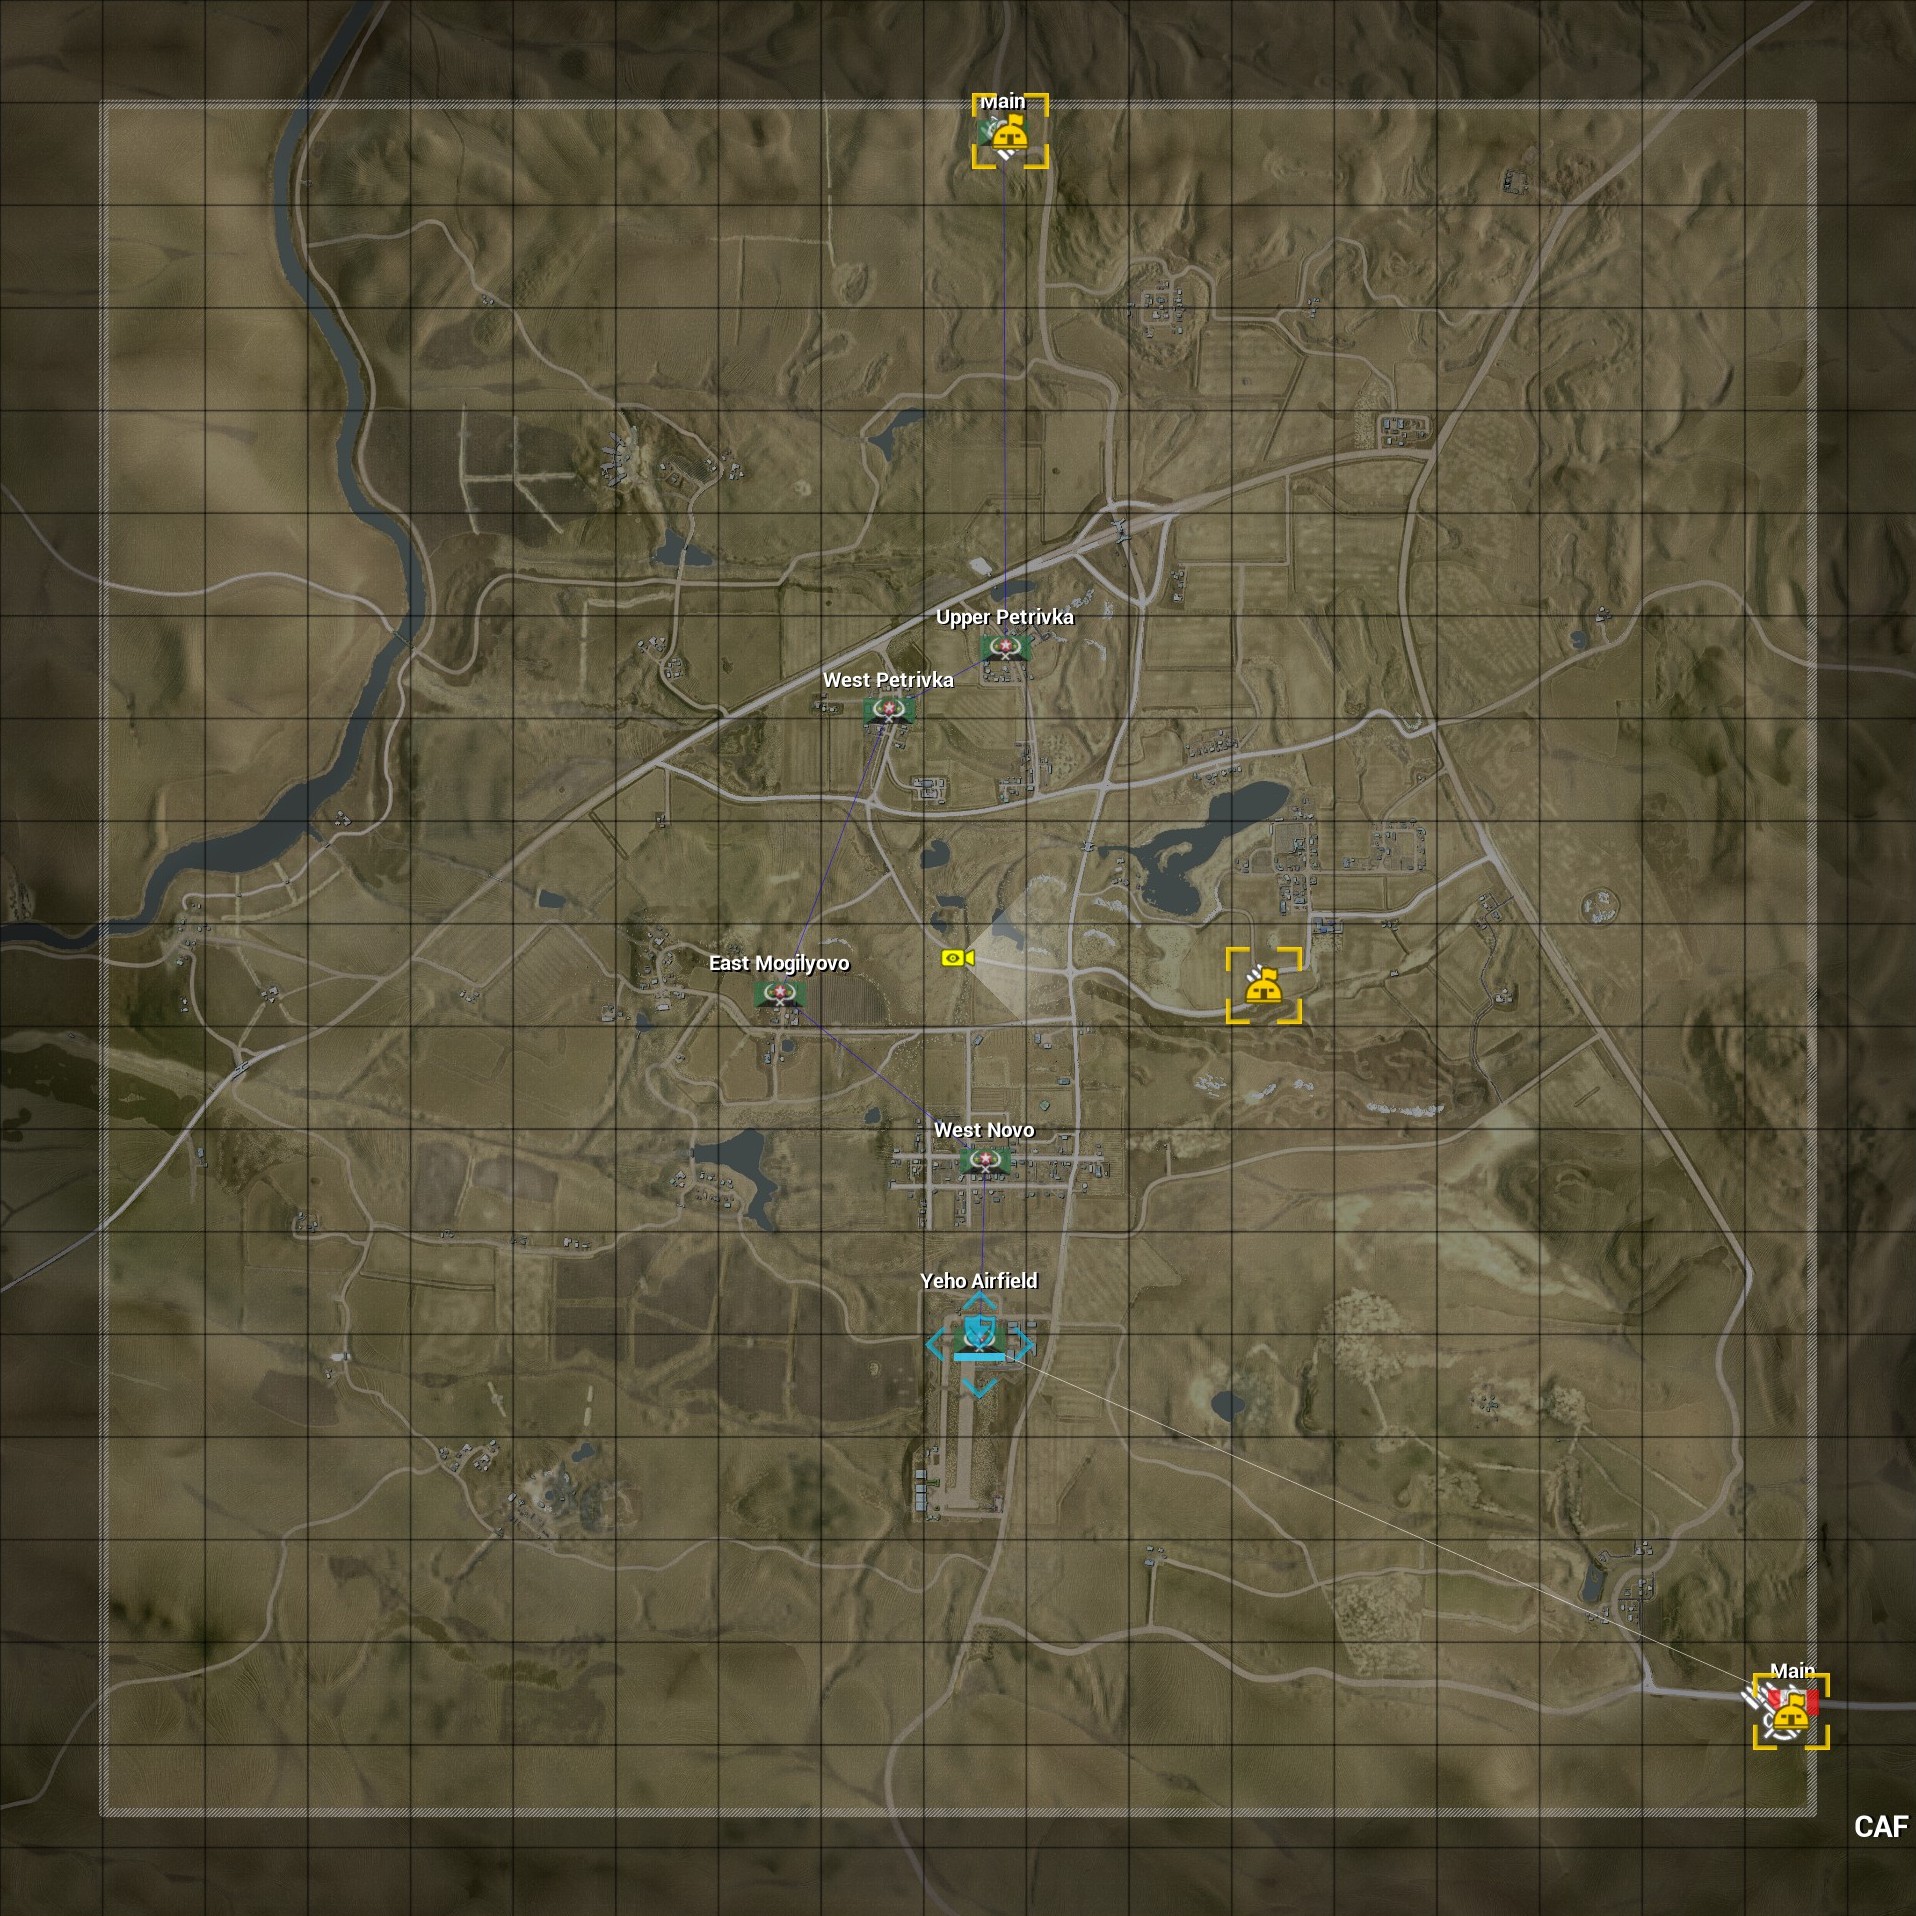 Main
Upper Petrivka
West Petrivka
East Mogilyovo
West Novo
Yeho Airfield
Main
CAF